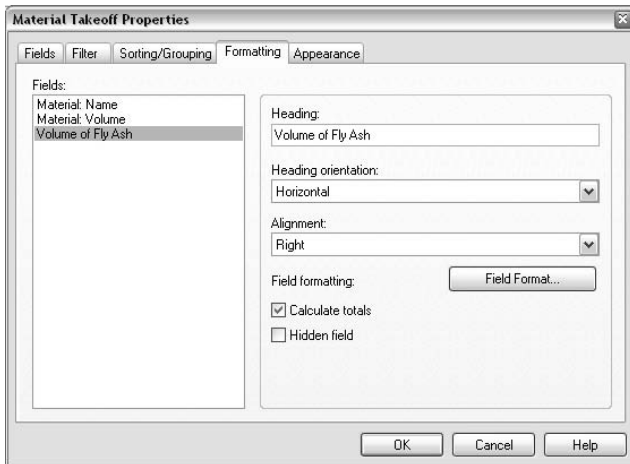 Material Takeoff Properties
Fields Filter Sorting/Grouping Formatting Appearance
Fields:
Material: Name
Material: Volume
Volume of Fly Ash
Heading:
Volume of Fly Ash
Heading orientation:
Horizontal
Alignment:
Right
Field formatting:
Field Format...
Calculate totals
Hidden field
OK Cancel Help